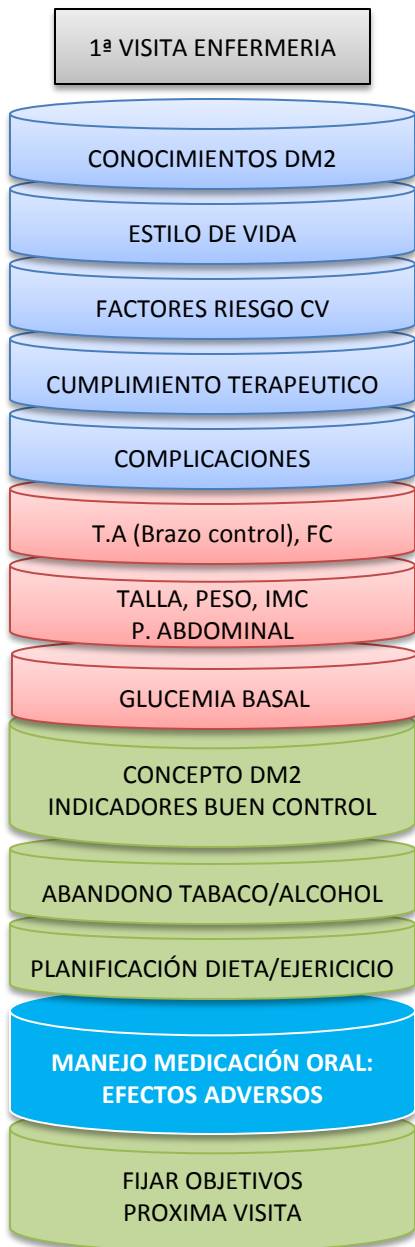 1ª VISITA ENFERMERIA
CONOCIMIENTOS DM2
ESTILO DE VIDA
FACTORES RIESGO CV
CUMPLIMIENTO TERAPEUTICO
COMPLICACIONES
T.A (Brazo control), FC
TALLA, PESO, IMC
P. ABDOMINAL
GLUCEMIA BASAL
CONCEPTO DM2
INDICADORES BUEN CONTROL
ABANDONO TABACO/ALCOHOL
PLANIFICACIÓN DIETA/EJERICICIO
MANEJO MEDICACIÓN ORAL:
EFECTOS ADVERSOS
FIJAR OBJETIVOS
PROXIMA VISITA